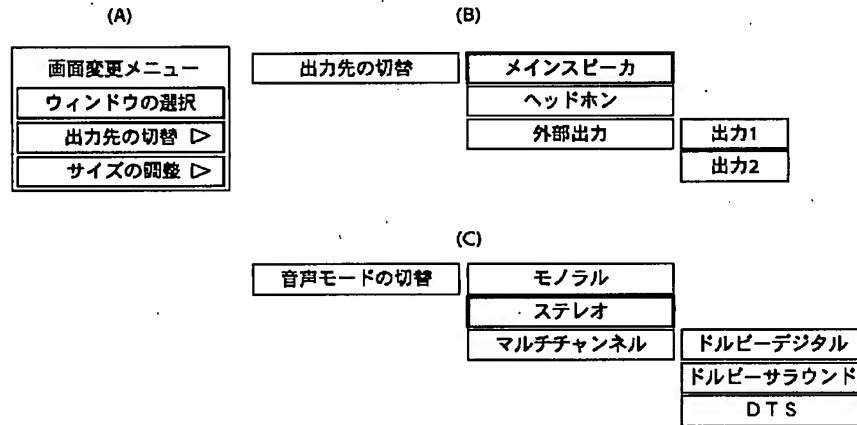 (A)
画面変更メニュー
ウィンドウの選択
出力先の切替 ▷
サイズの調整 ▷
(B)
出力先の切替
メインスピーカ
ヘッドホン
外部出力
出力1
出力2
(C)
音声モードの切替
モノラル
ステレオ
マルチチャンネル
ドルビーデジタル
ドルビーサラウンド
DTS